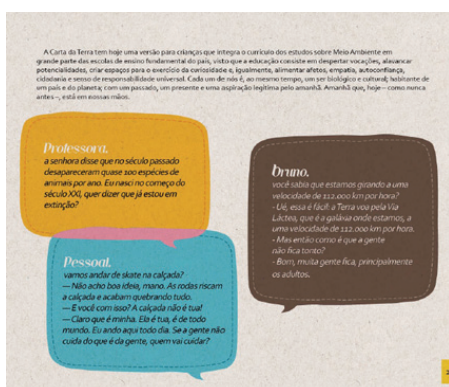 A Carta da Terra tem hoje uma versão para crianças que integra o currículo dos estudos sobre Meio Ambiente em
grande parte das escolas de ensino fundamental do país, visto que a educação consiste em despertar vocações, alavancar
potencialidades, criar espaços para o exercício da curiosidade e, igualmente, alimentar afetos, empatia, autoconfiança,
cidadania e senso de responsabilidade universal. Cada um de nós é, ao mesmo tempo, um ser biológico e cultural; habitante de
um país e do planeta; com um passado, um presente e uma aspiração legítima pelo amanhã. Amanhã que, hoje – como nunca
antes –, está em nossas mãos.
Professora,
a senhora disse que no século passado
desapareceram quase 100 espécies de
animais por ano. Eu nasci no começo do
século XXI, quer dizer que já estou em
extinção?
Pessoal,
vamos andar de skate na calçada?
— Não acho boa ideia, mano. As rodas riscam
a calçada e acabam quebrando tudo.
— E você com isso? A calçada não é tua!
— Claro que é minha. Ela é tua, é de todo
mundo. Eu ando aqui todo dia. Se a gente não
cuida do que é da gente, quem vai cuidar?
bruno,
você sabia que estamos girando a uma
velocidade de 112.000 km por hora?
- Ué, essa é fácil: a Terra voa pela Via
Láctea, que é a galáxia onde estamos, a
uma velocidade de 112.000 km por hora.
- Mas então como é que a gente
não fica tonto?
- Bom, muita gente fica, principalmente
os adultos.